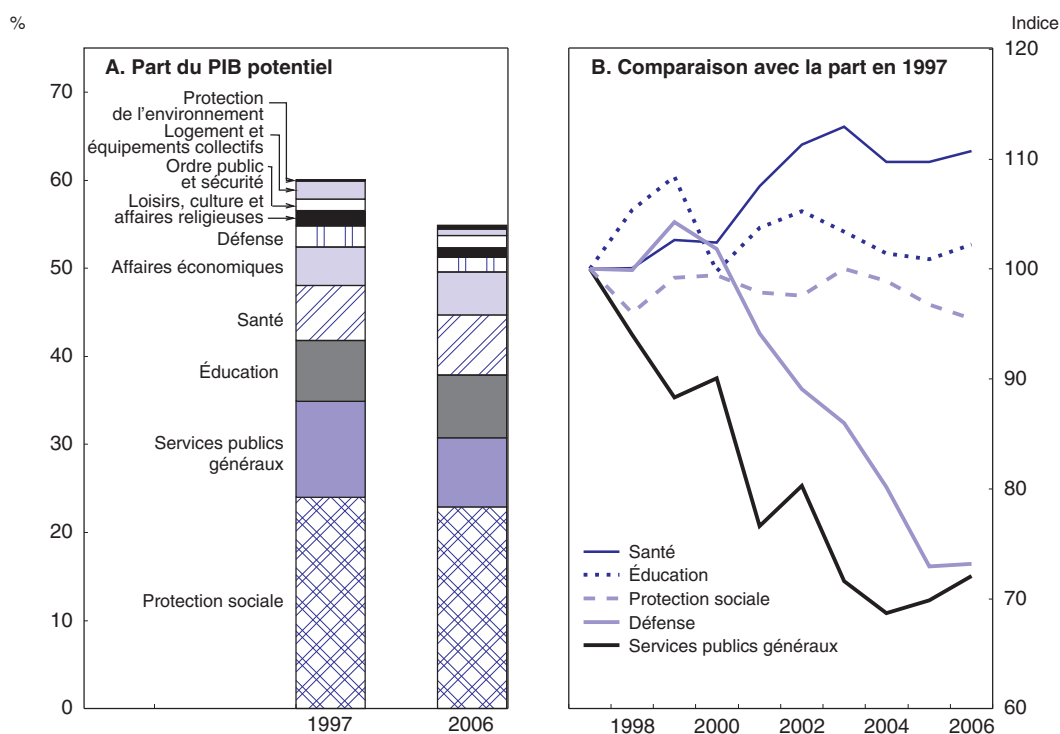 %
Indice
A. Part du PIB potentiel
70
60
50
40
30
20
10
0
Protection
de l'environnement
Logement et
équipements collectifs
Ordre public
et sécurité
Loisirs, culture et
affaires religieuses
Défense
Affaires économiques
Santé
Éducation
Services publics
généraux
Protection sociale
1997
2006
B. Comparaison avec la part en 1997
120
110
100
90
80
70
60
Santé
Éducation
Protection sociale
Défense
Services publics généraux
1998
2000
2002
2004
2006